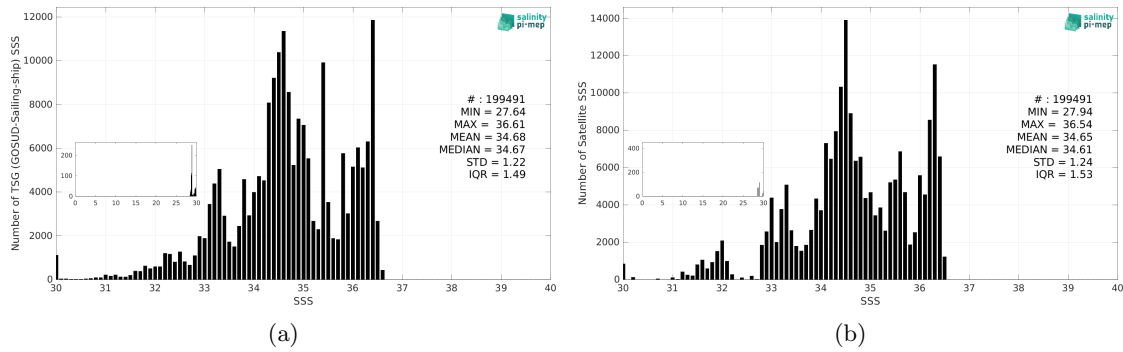 12000
10000
8000
6000
4000
2000
0
Number of TSG (GOSUD-Sailing-ship) SSS
salinity
pi-mep
# : 199491
MIN = 27.64
MAX = 36.61
MEAN = 34.68
MEDIAN = 34.67
STD = 1.22
IQR = 1.49
200
100
0
0 5 10 15 20 25 30
30 31 32 33 34 35 36 37 38 39 40
SSS
(a)
14000
12000
10000
8000
6000
4000
2000
0
Number of Satellite SSS
salinity
pi-mep
# : 199491
MIN = 27.94
MAX = 36.54
MEAN = 34.65
MEDIAN = 34.61
STD = 1.24
IQR = 1.53
400
200
0
0 5 10 15 20 25 30
30 31 32 33 34 35 36 37 38 39 40
SSS
(b)